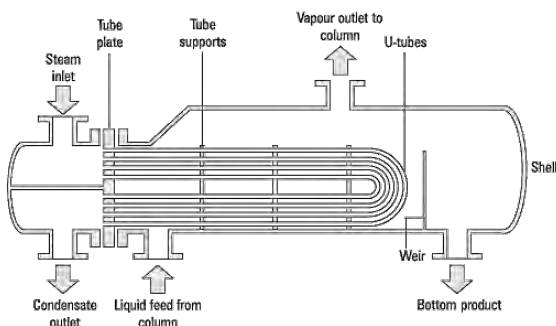 Vapour outlet to
column
Tube
plate
Tube
supports
U-tubes
Steam
inlet
Shell
Weir
Condensate
outlet
Liquid feed from
column
Bottom product